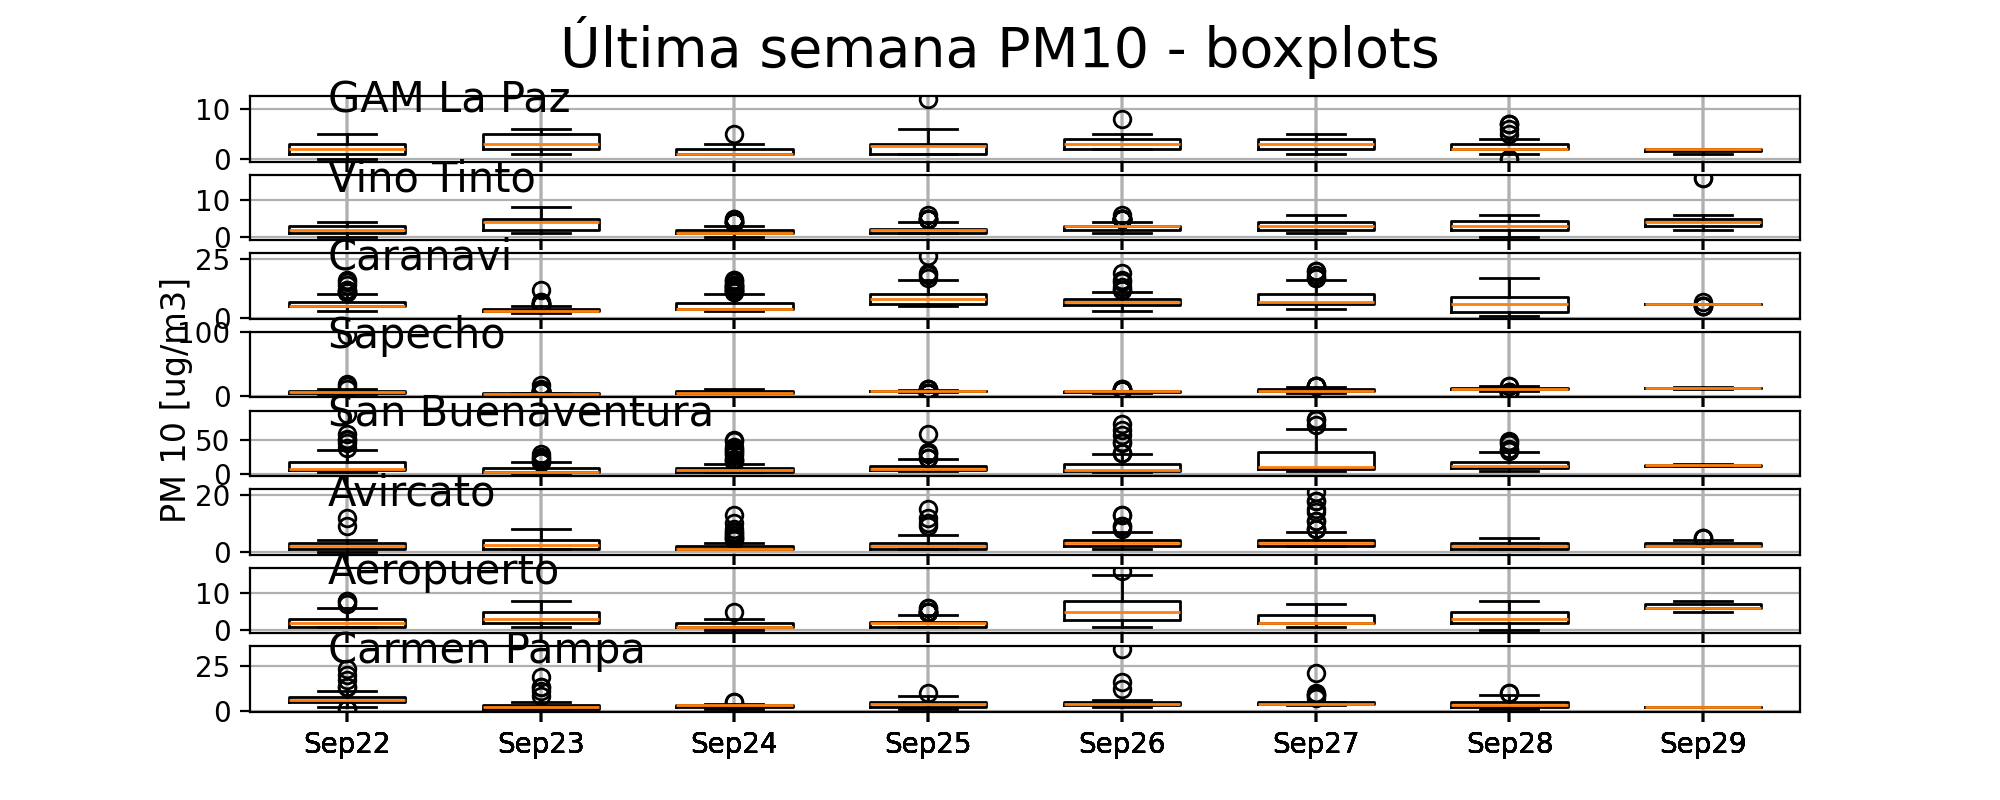 Última semana PM10 - boxplots
GAM La Paz
10
0
Vino Tinto
10
0
Caranavi
25
0
Sapecho
100
0
San Buenaventura
50
0
Avircato
20
0
Aeropuerto
10
0
Carmen Pampa
25
0
PM 10 [ug/m3]
Sep22 Sep23 Sep24 Sep25 Sep26 Sep27 Sep28 Sep29